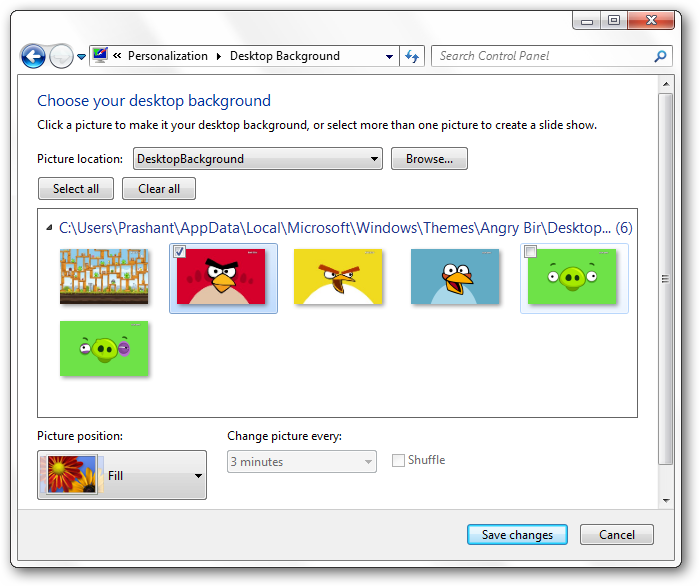 « Personalization ▸ Desktop Background
Search Control Panel
Choose your desktop background
Click a picture to make it your desktop background, or select more than one picture to create a slide show.
Picture location: DesktopBackground Browse...
Select all Clear all
C:\Users\Prashant\AppData\Local\Microsoft\Windows\Themes\Angry Bir\Desktop... (6)
Picture position: Change picture every:
Fill 3 minutes Shuffle
Save changes Cancel